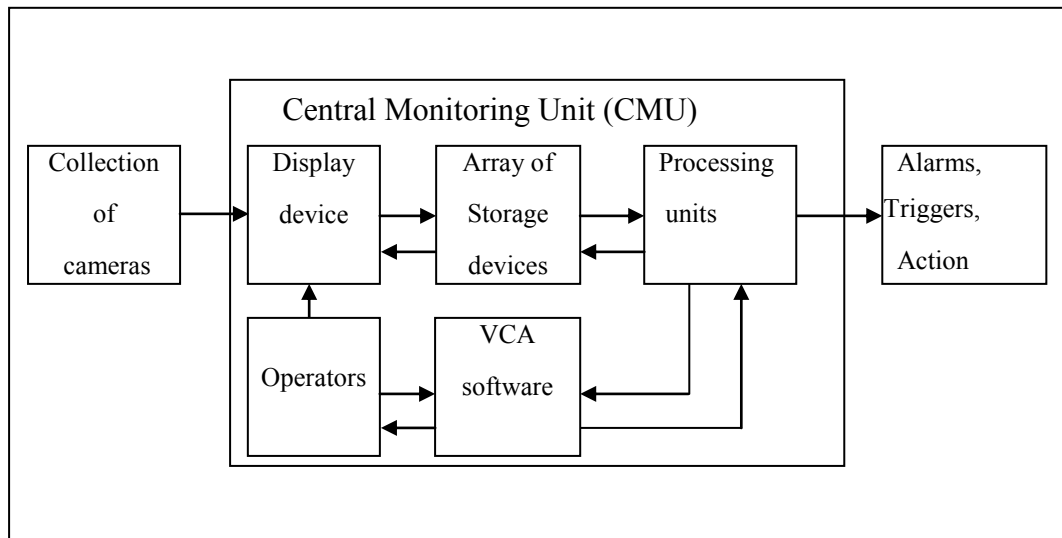 Central Monitoring Unit (CMU)
Collection
of
cameras
Display
device
Array of
Storage
devices
Processing
units
Alarms,
Triggers,
Action
Operators
VCA
software